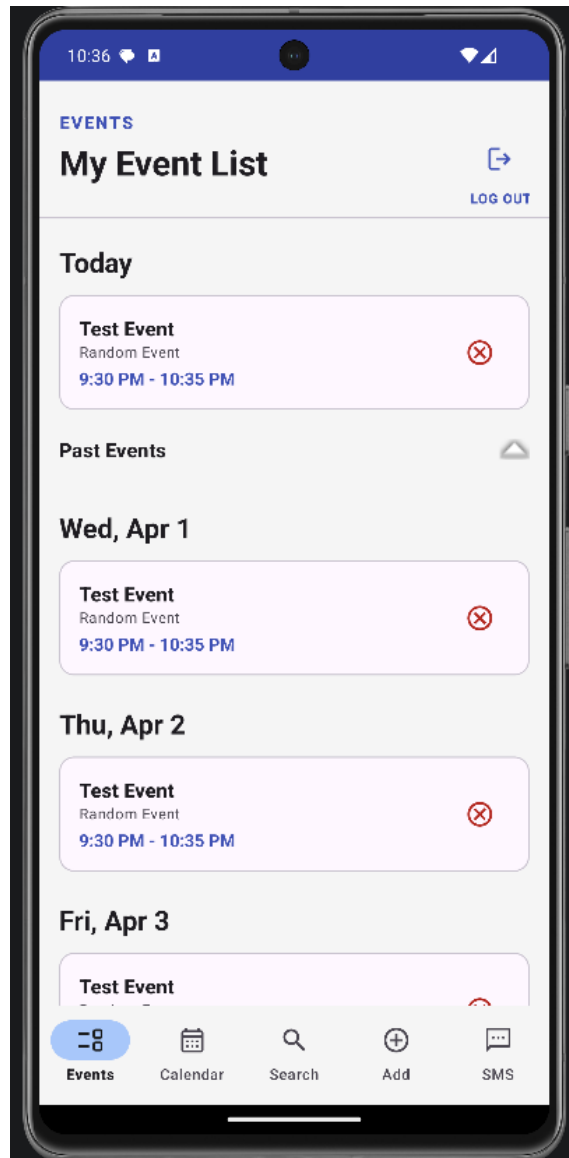 10:36
A
EVENTS
My Event List
LOG OUT
Today
Test Event
Random Event
9:30 PM - 10:35 PM
Past Events
Wed, Apr 1
Test Event
Random Event
9:30 PM - 10:35 PM
Thu, Apr 2
Test Event
Random Event
9:30 PM - 10:35 PM
Fri, Apr 3
Test Event
Events Calendar Search Add SMS